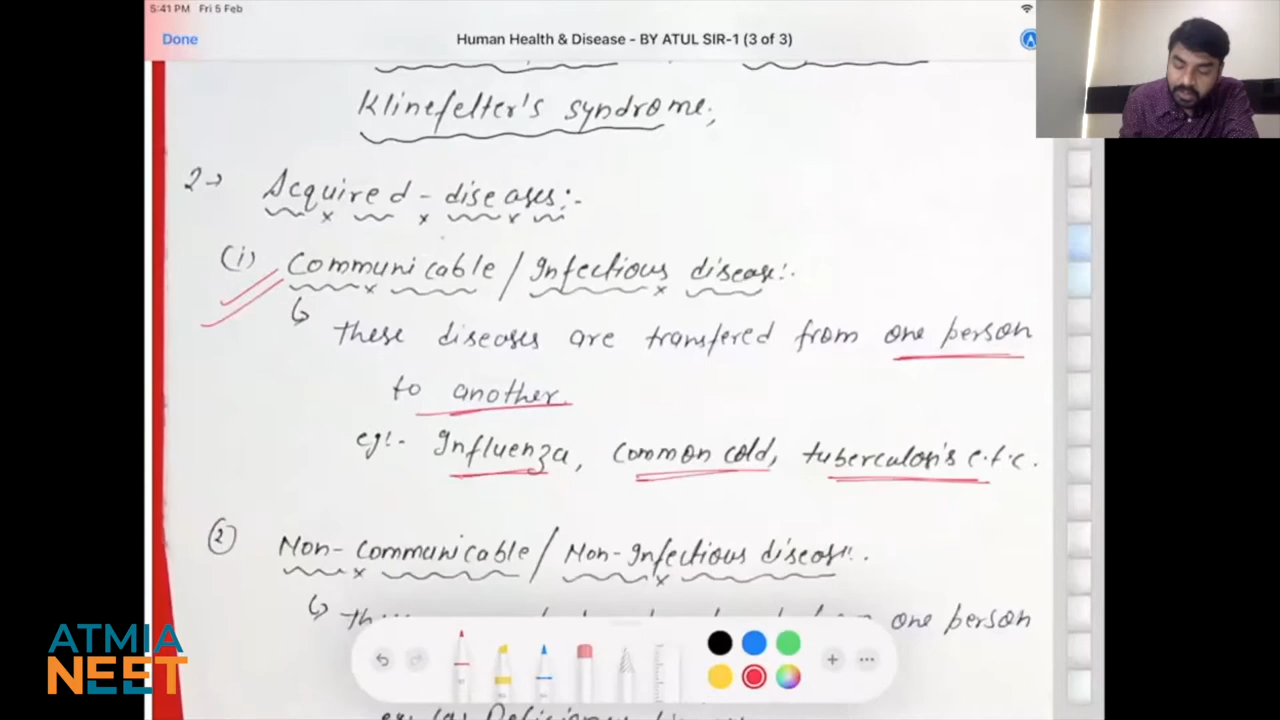 5:41 PM Fri 5 Feb
Done
Human Health & Disease - BY ATUL SIR-1 (3 of 3)
Klinefelter's syndrome,
2→ Acquired - diseases:-
(i) Communicable / Infectious disease:-
↳ these diseases are transfered from one person
to another.
eg:- Influenza, common cold, tuberculosis e.t.c.
② Non-communicable / Non-Infectious disease:-
↳ one person
ATMIA
NEET